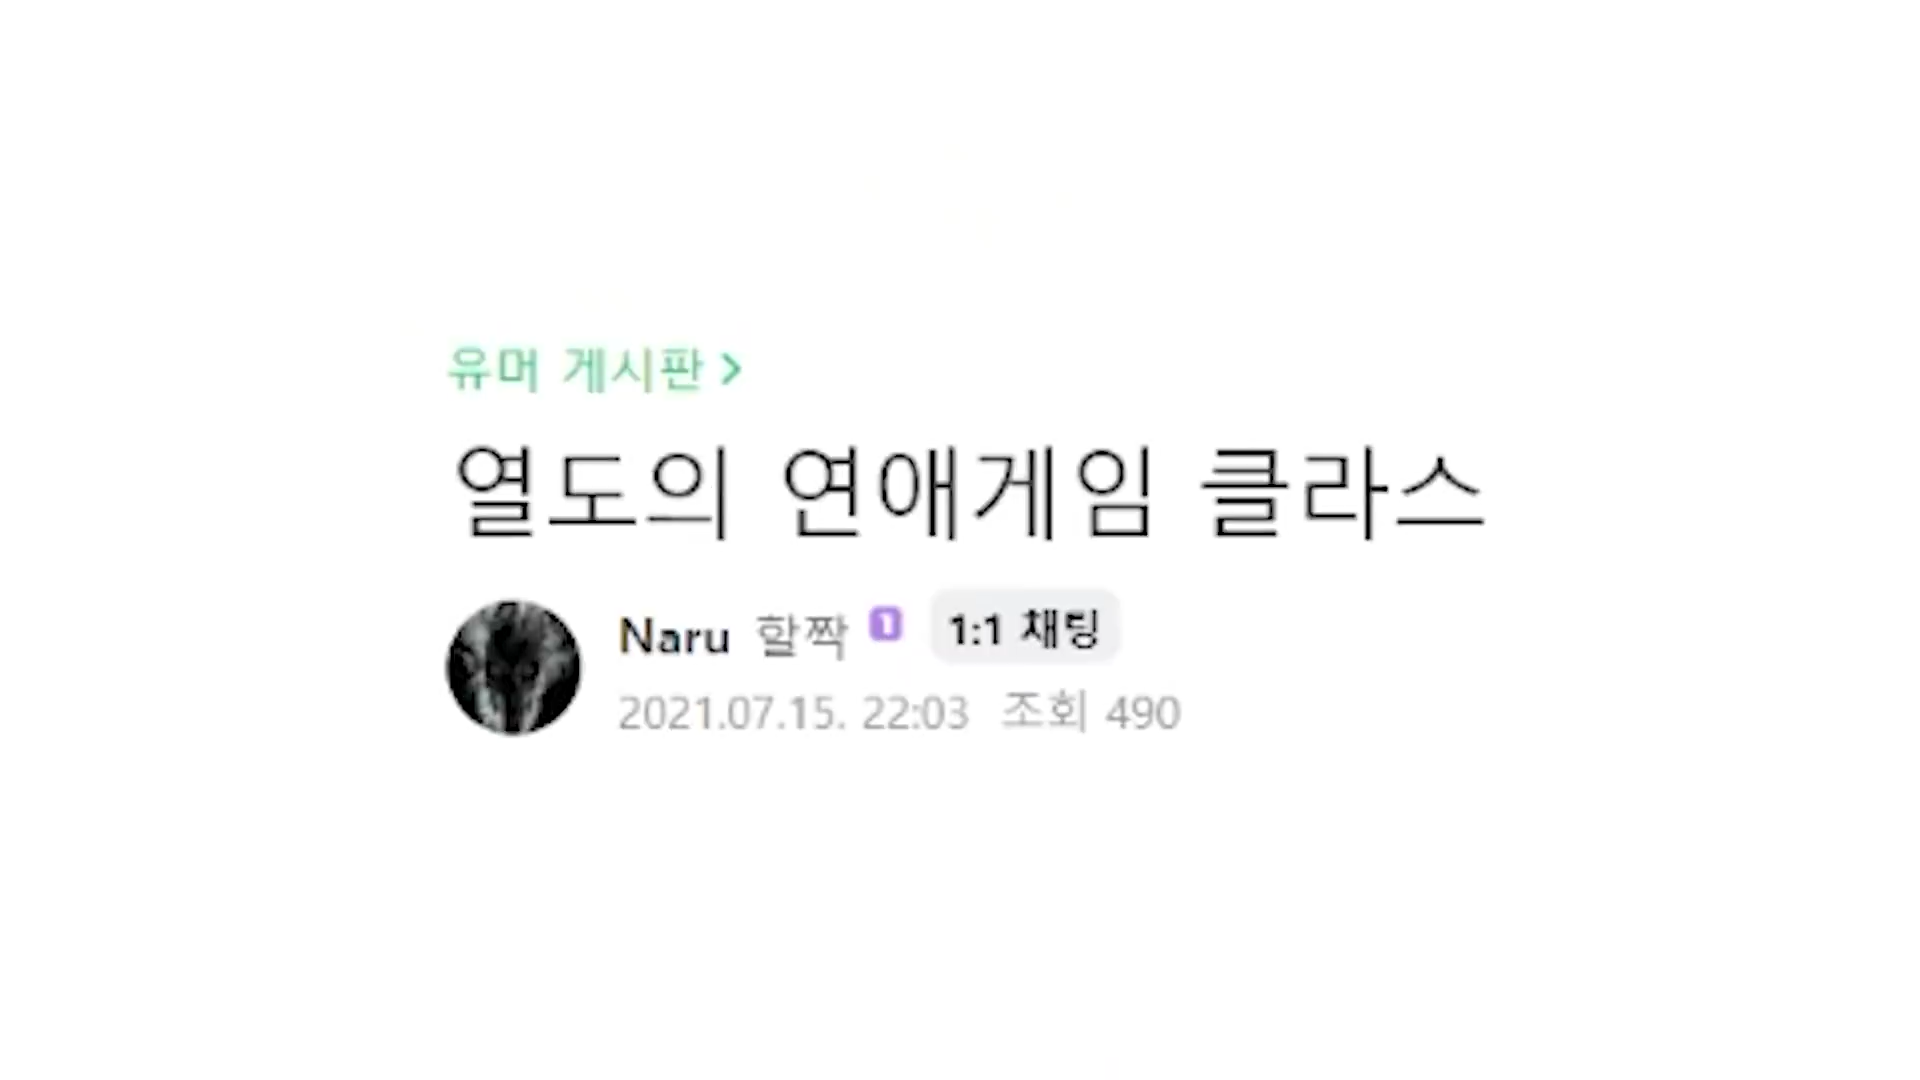 유머 게시판 >
열도의 연애게임 클라스
Naru 할짝 1 1:1 채팅
2021.07.15. 22:03 조회 490